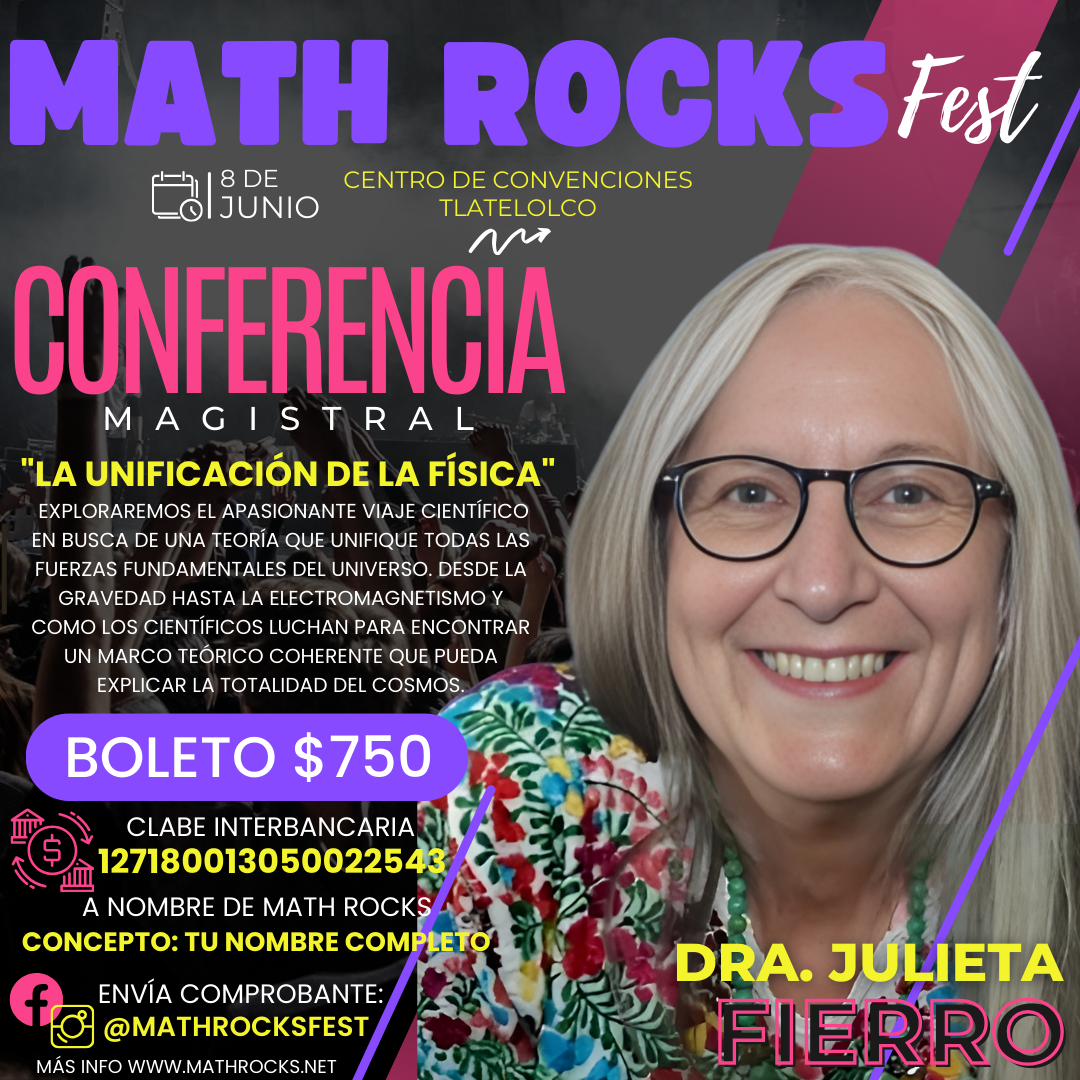 MATH ROCKS Fest
8 DE
JUNIO
CENTRO DE CONVENCIONES
TLATELOLCO
CONFERENCIA
MAGISTRAL
"LA UNIFICACIÓN DE LA FÍSICA"
EXPLORAREMOS EL APASIONANTE VIAJE CIENTÍFICO
EN BUSCA DE UNA TEORÍA QUE UNIFIQUE TODAS LAS
FUERZAS FUNDAMENTALES DEL UNIVERSO. DESDE LA
GRAVEDAD HASTA LA ELECTROMAGNETISMO Y
COMO LOS CIENTÍFICOS LUCHAN PARA ENCONTRAR
UN MARCO TEÓRICO COHERENTE QUE PUEDA
EXPLICAR LA TOTALIDAD DEL COSMOS.
BOLETO $750
CLABE INTERBANCARIA
127180013050022543
A NOMBRE DE MATH ROCKS
CONCEPTO: TU NOMBRE COMPLETO
ENVÍA COMPROBANTE:
@MATHROCKSFEST
MÁS INFO WWW.MATHROCKS.NET
DRA. JULIETA
FIERRO